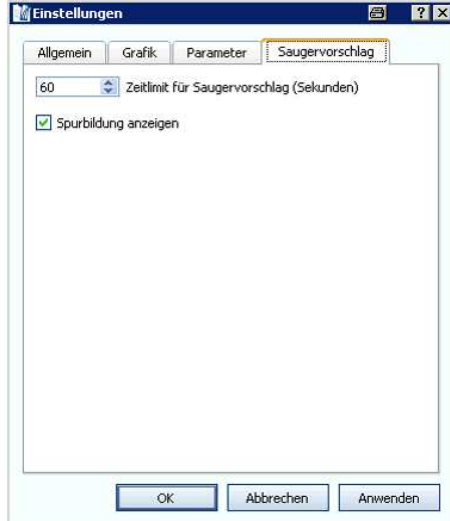 Einstellungen
Allgemein Grafik Parameter Saugervorschlag
60 Zeitlimit für Saugervorschlag (Sekunden)
Spurbildung anzeigen
OK Abbrechen Anwenden